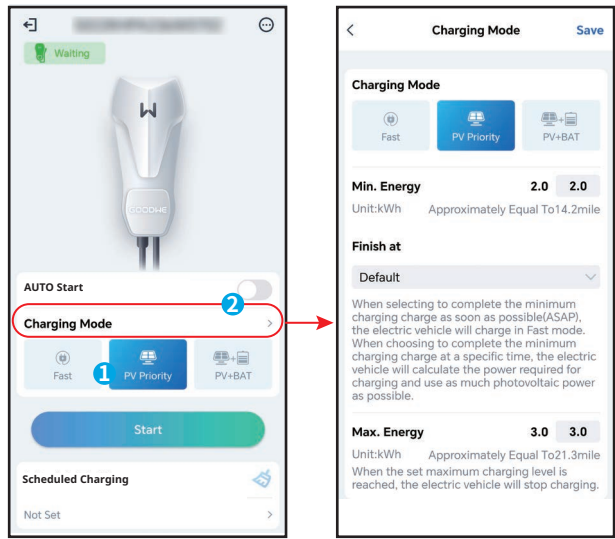 Waiting
GOODWE
AUTO Start
2
Charging Mode
1
Fast
PV Priority
PV+BAT
Start
Scheduled Charging
Not Set
Charging Mode
Save
Charging Mode
Fast
PV Priority
PV+BAT
Min. Energy 2.0 2.0
Unit:kWh Approximately Equal To14.2mile
Finish at
Default
When selecting to complete the minimum
charging charge as soon as possible(ASAP),
the electric vehicle will charge in Fast mode.
When choosing to complete the minimum
charging charge at a specific time, the electric
vehicle will calculate the power required for
charging and use as much photovoltaic power
as possible.
Max. Energy 3.0 3.0
Unit:kWh Approximately Equal To21.3mile
When the set maximum charging level is
reached, the electric vehicle will stop charging.